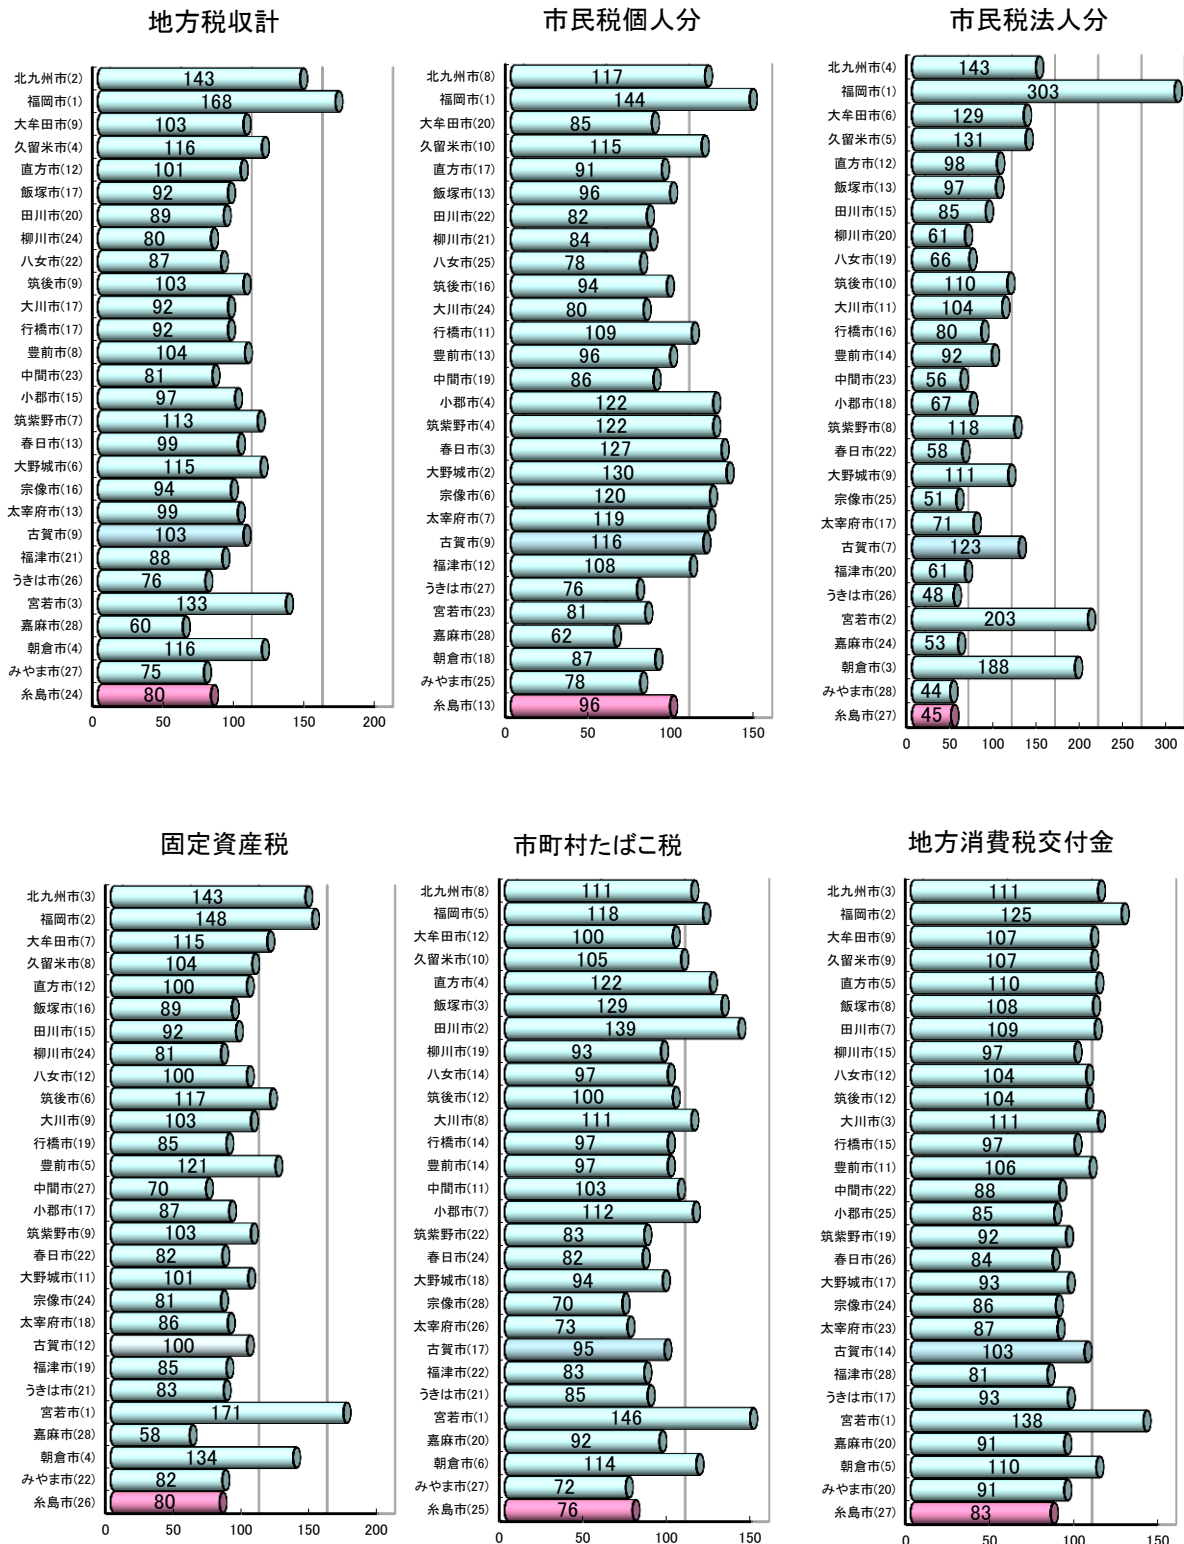 地方税収計
北九州市(2) 143
福岡市(1) 168
大牟田市(9) 103
久留米市(4) 116
直方市(12) 101
飯塚市(17) 92
田川市(20) 89
柳川市(24) 80
八女市(22) 87
筑後市(9) 103
大川市(17) 92
行橋市(17) 92
豊前市(8) 104
中間市(23) 81
小郡市(15) 97
筑紫野市(7) 113
春日市(13) 99
大野城市(6) 115
宗像市(16) 94
太宰府市(13) 99
古賀市(9) 103
福津市(21) 88
うきは市(26) 76
宮若市(3) 133
嘉麻市(28) 60
朝倉市(4) 116
みやま市(27) 75
糸島市(24) 80
0 50 100 150 200
市民税個人分
北九州市(8) 117
福岡市(1) 144
大牟田市(20) 85
久留米市(10) 115
直方市(17) 91
飯塚市(13) 96
田川市(22) 82
柳川市(21) 84
八女市(25) 78
筑後市(16) 94
大川市(24) 80
行橋市(11) 109
豊前市(13) 96
中間市(19) 86
小郡市(4) 122
筑紫野市(4) 122
春日市(3) 127
大野城市(2) 130
宗像市(6) 120
太宰府市(7) 119
古賀市(9) 116
福津市(12) 108
うきは市(27) 76
宮若市(23) 81
嘉麻市(28) 62
朝倉市(18) 87
みやま市(25) 78
糸島市(13) 96
0 50 100 150
市民税法人分
北九州市(4) 143
福岡市(1) 303
大牟田市(6) 129
久留米市(5) 131
直方市(12) 98
飯塚市(13) 97
田川市(15) 85
柳川市(20) 61
八女市(19) 66
筑後市(10) 110
大川市(11) 104
行橋市(16) 80
豊前市(14) 92
中間市(23) 56
小郡市(18) 67
筑紫野市(8) 118
春日市(22) 58
大野城市(9) 111
宗像市(25) 51
太宰府市(17) 71
古賀市(7) 123
福津市(20) 61
うきは市(26) 48
宮若市(2) 203
嘉麻市(24) 53
朝倉市(3) 188
みやま市(28) 44
糸島市(27) 45
0 50 100 150 200 250 300
固定資産税
北九州市(3) 143
福岡市(2) 148
大牟田市(7) 115
久留米市(8) 104
直方市(12) 100
飯塚市(16) 89
田川市(15) 92
柳川市(24) 81
八女市(12) 100
筑後市(6) 117
大川市(9) 103
行橋市(19) 85
豊前市(5) 121
中間市(27) 70
小郡市(17) 87
筑紫野市(9) 103
春日市(22) 82
大野城市(11) 101
宗像市(24) 81
太宰府市(18) 86
古賀市(12) 100
福津市(19) 85
うきは市(21) 83
宮若市(1) 171
嘉麻市(28) 58
朝倉市(4) 134
みやま市(22) 82
糸島市(26) 80
0 50 100 150 200
市町村たばこ税
北九州市(8) 111
福岡市(5) 118
大牟田市(12) 100
久留米市(10) 105
直方市(4) 122
飯塚市(3) 129
田川市(2) 139
柳川市(19) 93
八女市(14) 97
筑後市(12) 100
大川市(8) 111
行橋市(14) 97
豊前市(14) 97
中間市(11) 103
小郡市(7) 112
筑紫野市(22) 83
春日市(24) 82
大野城市(18) 94
宗像市(28) 70
太宰府市(26) 73
古賀市(17) 95
福津市(22) 83
うきは市(21) 85
宮若市(1) 146
嘉麻市(20) 92
朝倉市(6) 114
みやま市(27) 72
糸島市(25) 76
0 50 100 150
地方消費税交付金
北九州市(3) 111
福岡市(2) 125
大牟田市(9) 107
久留米市(9) 107
直方市(5) 110
飯塚市(8) 108
田川市(7) 109
柳川市(15) 97
八女市(12) 104
筑後市(12) 104
大川市(3) 111
行橋市(15) 97
豊前市(11) 106
中間市(22) 88
小郡市(25) 85
筑紫野市(19) 92
春日市(26) 84
大野城市(17) 93
宗像市(24) 86
太宰府市(23) 87
古賀市(14) 103
福津市(28) 81
うきは市(17) 93
宮若市(1) 138
嘉麻市(20) 91
朝倉市(5) 110
みやま市(20) 91
糸島市(27) 83
0 50 100 150